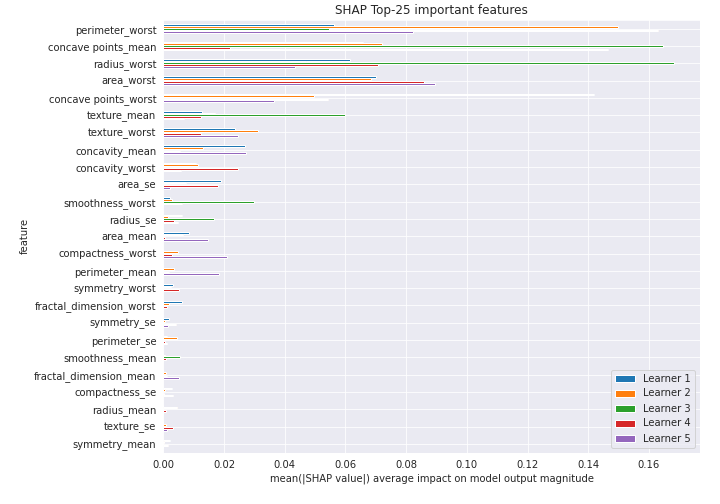 SHAP Top-25 important features
perimeter_worst
concave points_mean
radius_worst
area_worst
concave points_worst
texture_mean
texture_worst
concavity_mean
concavity_worst
area_se
smoothness_worst
radius_se
area_mean
compactness_worst
perimeter_mean
symmetry_worst
fractal_dimension_worst
symmetry_se
perimeter_se
smoothness_mean
fractal_dimension_mean
compactness_se
radius_mean
texture_se
symmetry_mean
feature
Learner 1
Learner 2
Learner 3
Learner 4
Learner 5
0.00 0.02 0.04 0.06 0.08 0.10 0.12 0.14 0.16
mean(|SHAP value|) average impact on model output magnitude